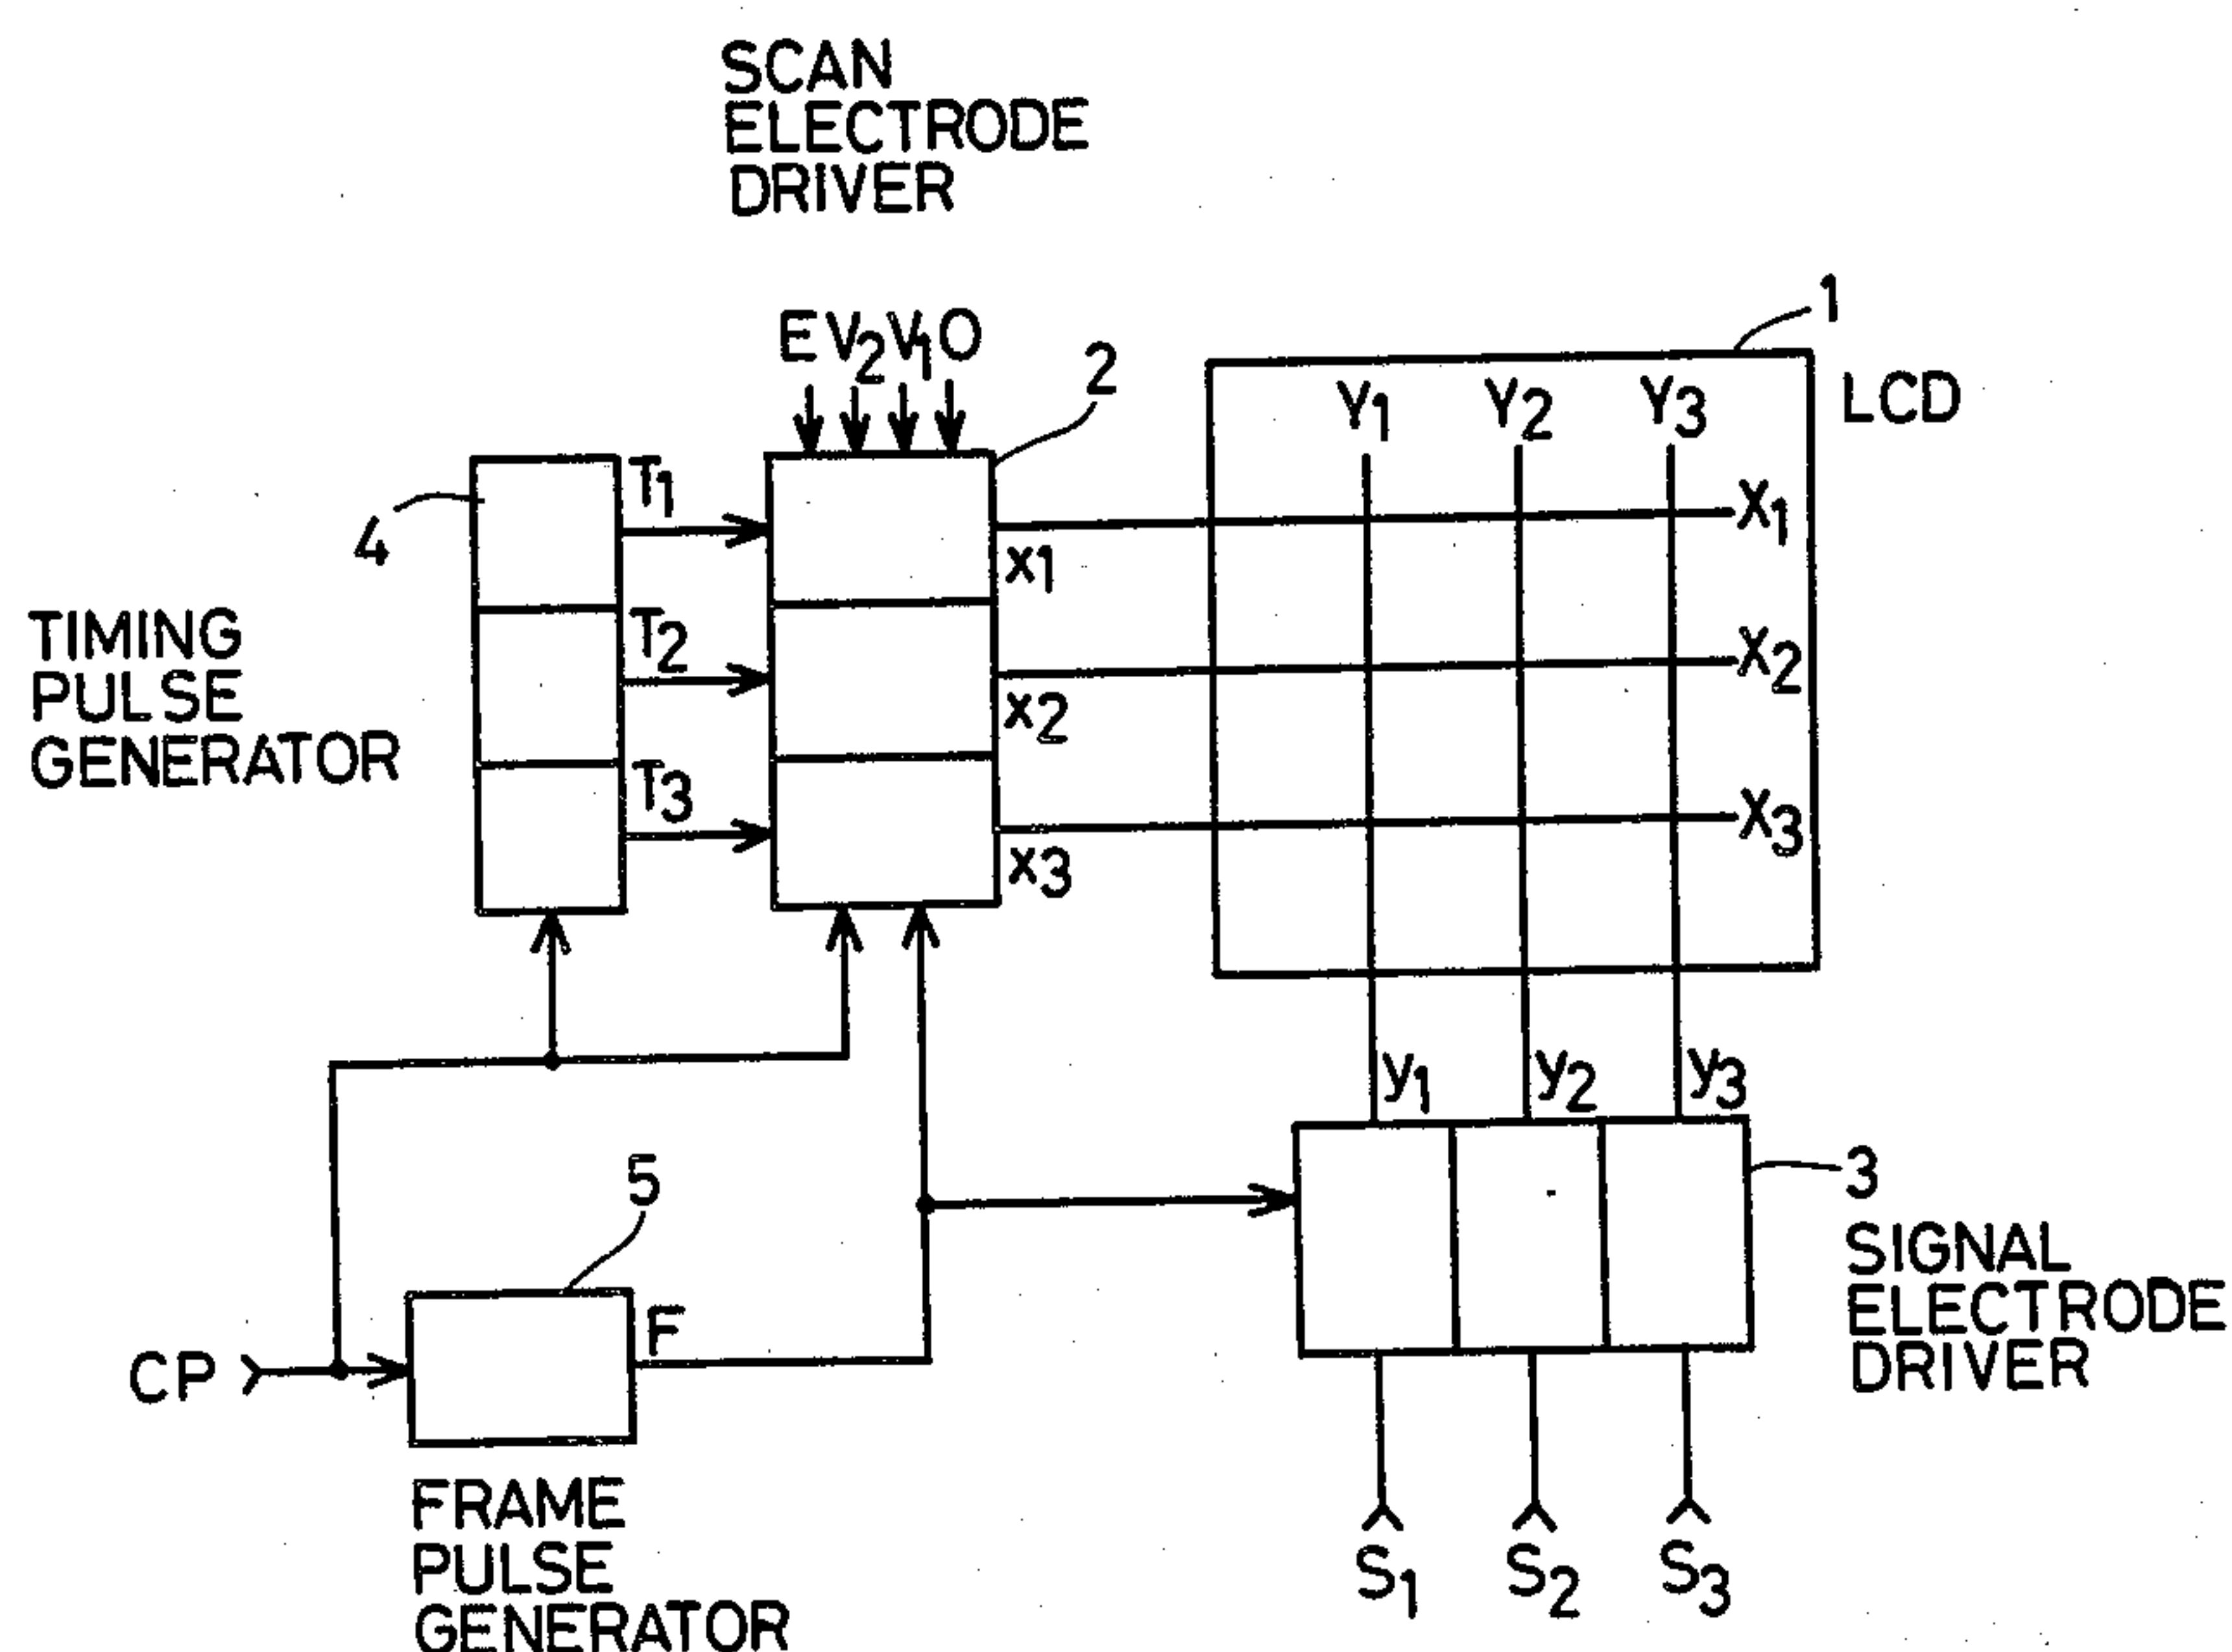 SCAN
ELECTRODE
DRIVER
E V₂ V₁ O
2
1
LCD
Y₁ Y₂ Y₃
X₁
X₂
X₃
4
T₁
T₂
T₃
x₁
x₂
x₃
TIMING
PULSE
GENERATOR
y₁ y₂ y₃
3
SIGNAL
ELECTRODE
DRIVER
5
F
CP
FRAME
PULSE
GENERATOR
S₁ S₂ S₃